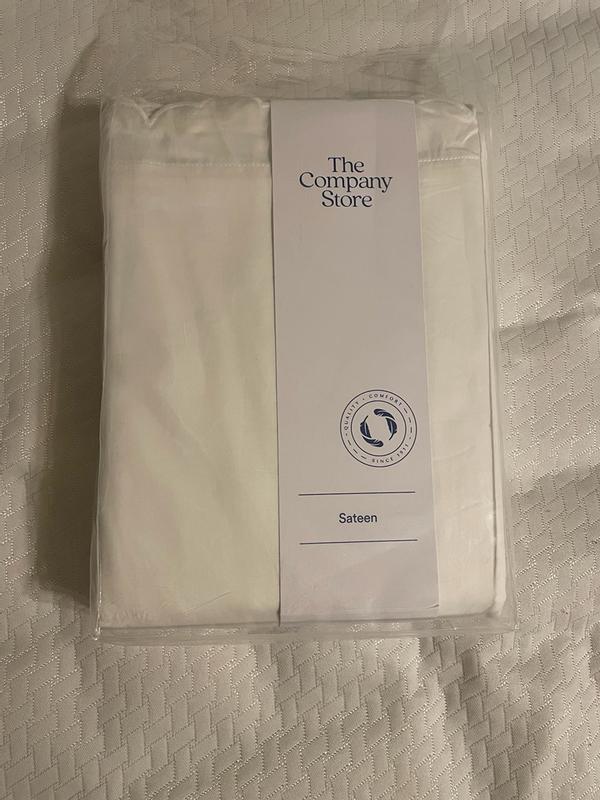 The
Company
Store
QUALITY · COMFORT
SINCE 1911
Sateen